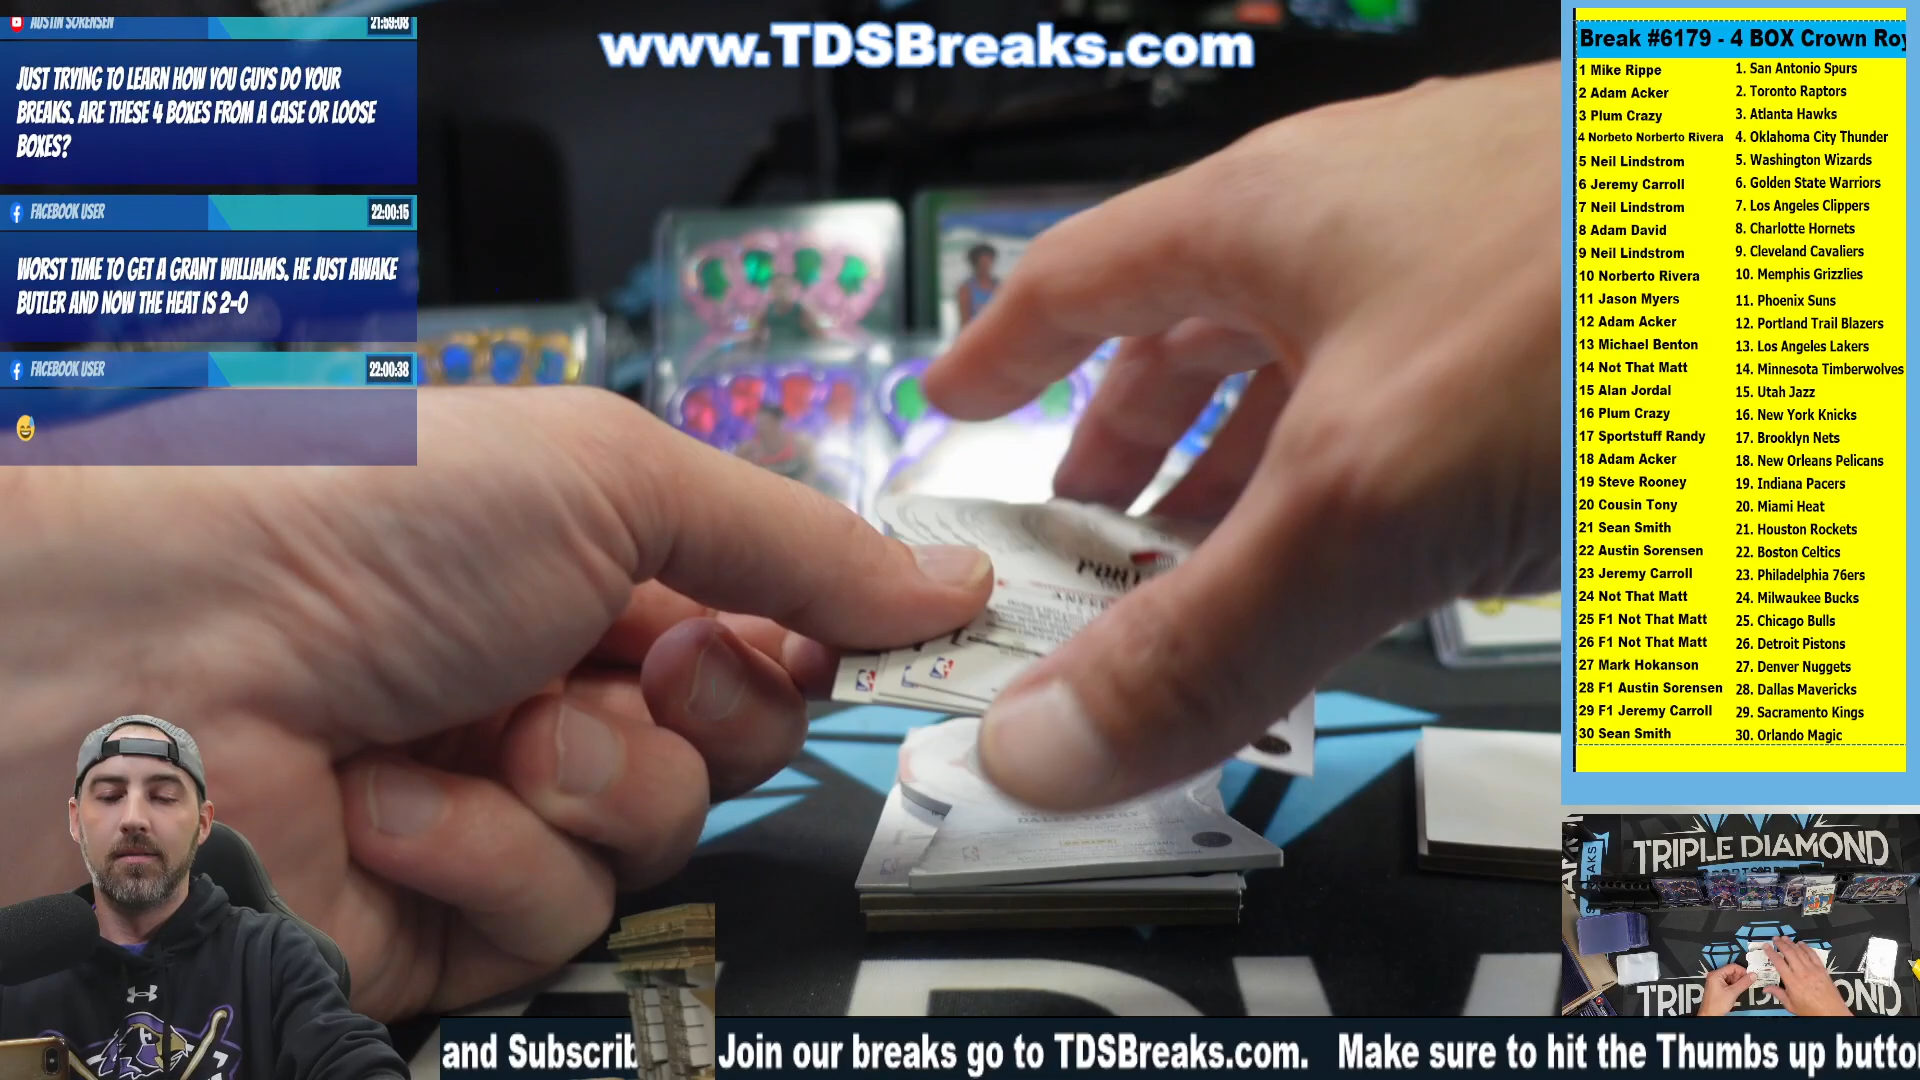 AUSTIN SORENSEN
21:59:08
JUST TRYING TO LEARN HOW YOU GUYS DO YOUR
BREAKS. ARE THESE 4 BOXES FROM A CASE OR LOOSE
BOXES?
FACEBOOK USER
22:00:15
WORST TIME TO GET A GRANT WILLIAMS. HE JUST AWAKE
BUTLER AND NOW THE HEAT IS 2-0
FACEBOOK USER
22:00:38
www.TDSBreaks.com
DALEN TERRY
Break #6179 - 4 BOX Crown Roy
1 Mike Rippe 1. San Antonio Spurs
2 Adam Acker 2. Toronto Raptors
3 Plum Crazy 3. Atlanta Hawks
4 Norbeto Norberto Rivera 4. Oklahoma City Thunder
5 Neil Lindstrom 5. Washington Wizards
6 Jeremy Carroll 6. Golden State Warriors
7 Neil Lindstrom 7. Los Angeles Clippers
8 Adam David 8. Charlotte Hornets
9 Neil Lindstrom 9. Cleveland Cavaliers
10 Norberto Rivera 10. Memphis Grizzlies
11 Jason Myers 11. Phoenix Suns
12 Adam Acker 12. Portland Trail Blazers
13 Michael Benton 13. Los Angeles Lakers
14 Not That Matt 14. Minnesota Timberwolves
15 Alan Jordal 15. Utah Jazz
16 Plum Crazy 16. New York Knicks
17 Sportstuff Randy 17. Brooklyn Nets
18 Adam Acker 18. New Orleans Pelicans
19 Steve Rooney 19. Indiana Pacers
20 Cousin Tony 20. Miami Heat
21 Sean Smith 21. Houston Rockets
22 Austin Sorensen 22. Boston Celtics
23 Jeremy Carroll 23. Philadelphia 76ers
24 Not That Matt 24. Milwaukee Bucks
25 F1 Not That Matt 25. Chicago Bulls
26 F1 Not That Matt 26. Detroit Pistons
27 Mark Hokanson 27. Denver Nuggets
28 F1 Austin Sorensen 28. Dallas Mavericks
29 F1 Jeremy Carroll 29. Sacramento Kings
30 Sean Smith 30. Orlando Magic
TRIPLE DIAMOND
TRIPLE DIAMOND
and Subscrib Join our breaks go to TDSBreaks.com. Make sure to hit the Thumbs up butto